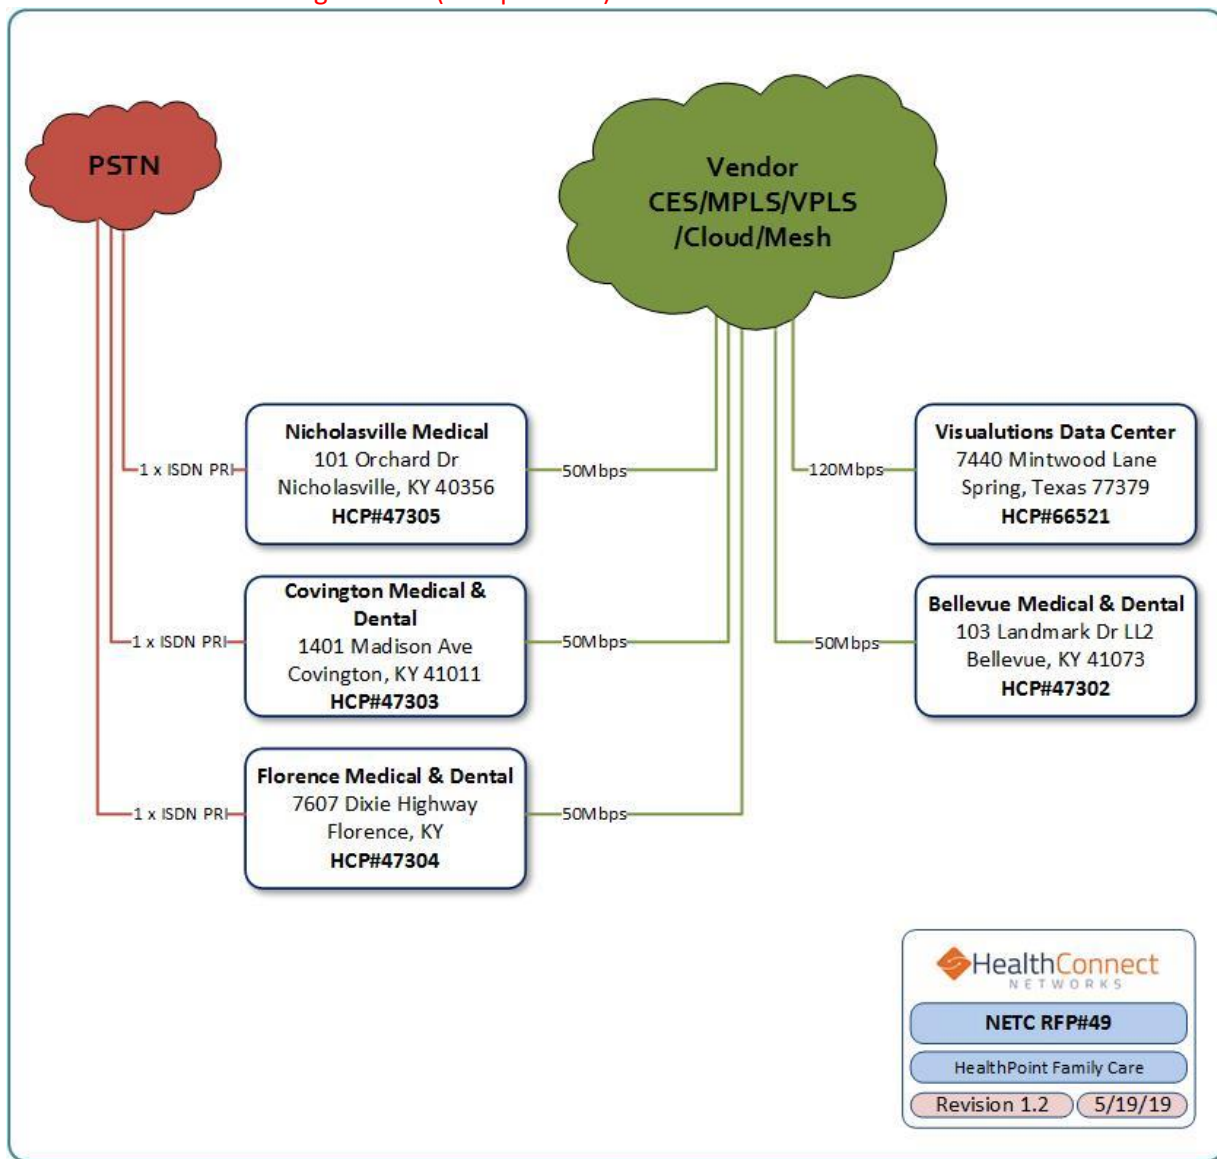 PSTN
Vendor
CES/MPLS/VPLS
/Cloud/Mesh
Nicholasville Medical
101 Orchard Dr
Nicholasville, KY 40356
HCP#47305
1 x ISDN PRI
50Mbps
120Mbps
Visualutions Data Center
7440 Mintwood Lane
Spring, Texas 77379
HCP#66521
Covington Medical &
Dental
1401 Madison Ave
Covington, KY 41011
HCP#47303
1 x ISDN PRI
50Mbps
50Mbps
Bellevue Medical & Dental
103 Landmark Dr LL2
Bellevue, KY 41073
HCP#47302
Florence Medical & Dental
7607 Dixie Highway
Florence, KY
HCP#47304
1 x ISDN PRI
50Mbps
HealthConnect
NETWORKS
NETC RFP#49
HealthPoint Family Care
Revision 1.2
5/19/19